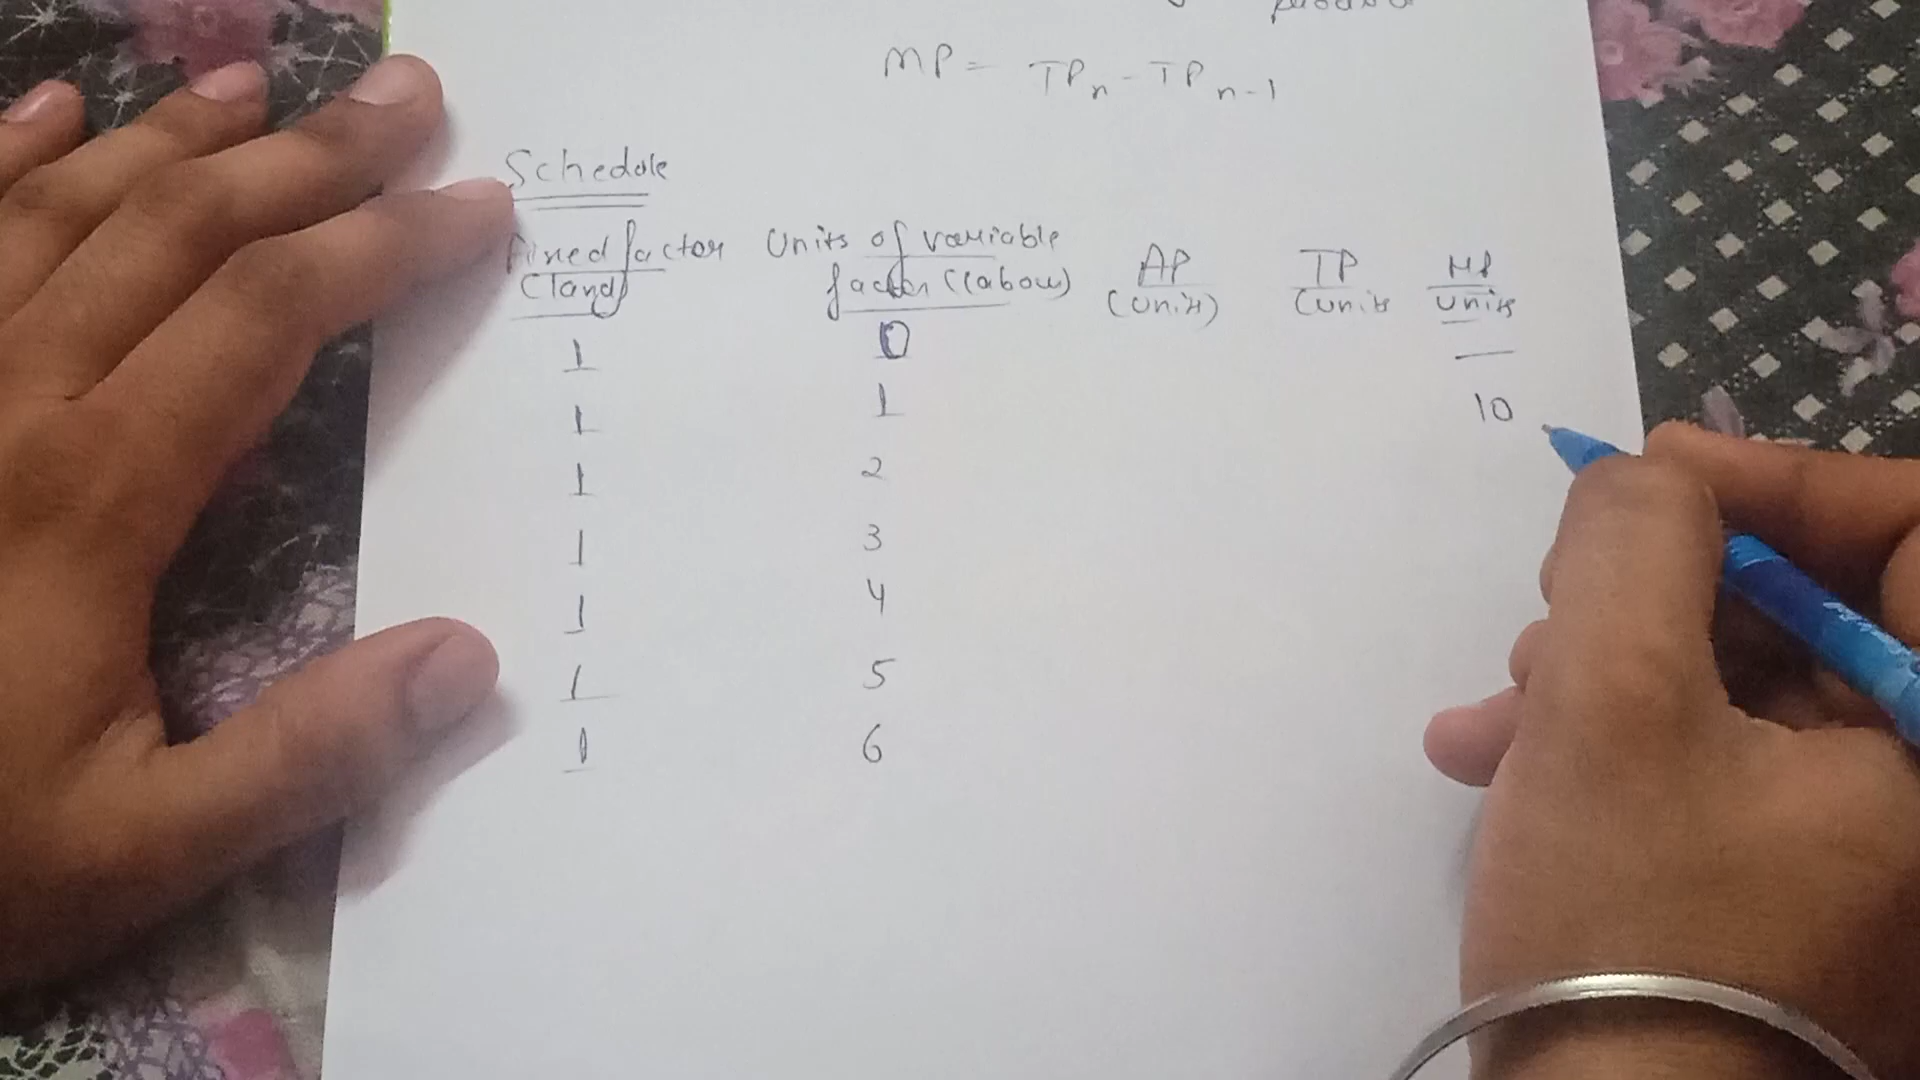 MP = TPn - TPn-1
Schedule
Fixed factor Units of variable AP TP MP
(land) factor (labour) (Units) (Units Units
1 0 —
1 1 10
1 2
1 3
1 4
1 5
1 6